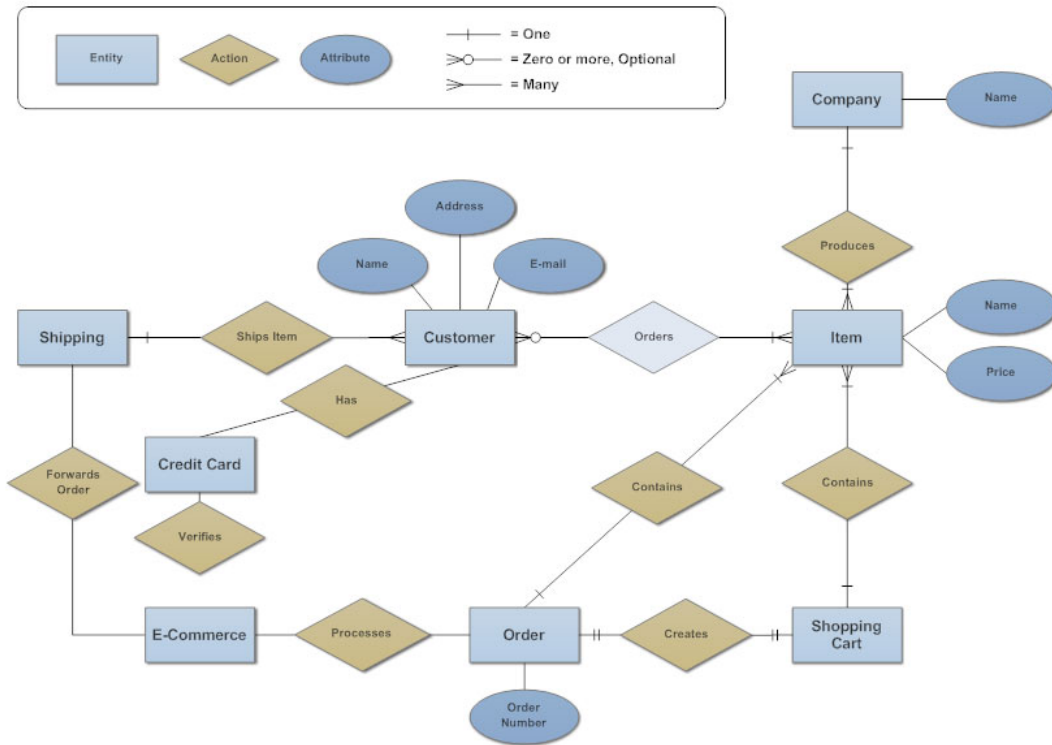 Entity
Action
Attribute
= One
= Zero or more, Optional
= Many
Company
Name
Address
Produces
Name
E-mail
Name
Shipping
Ships Item
Customer
Orders
Item
Price
Has
Credit Card
Forwards
Order
Contains
Contains
Verifies
E-Commerce
Processes
Order
Creates
Shopping
Cart
Order
Number